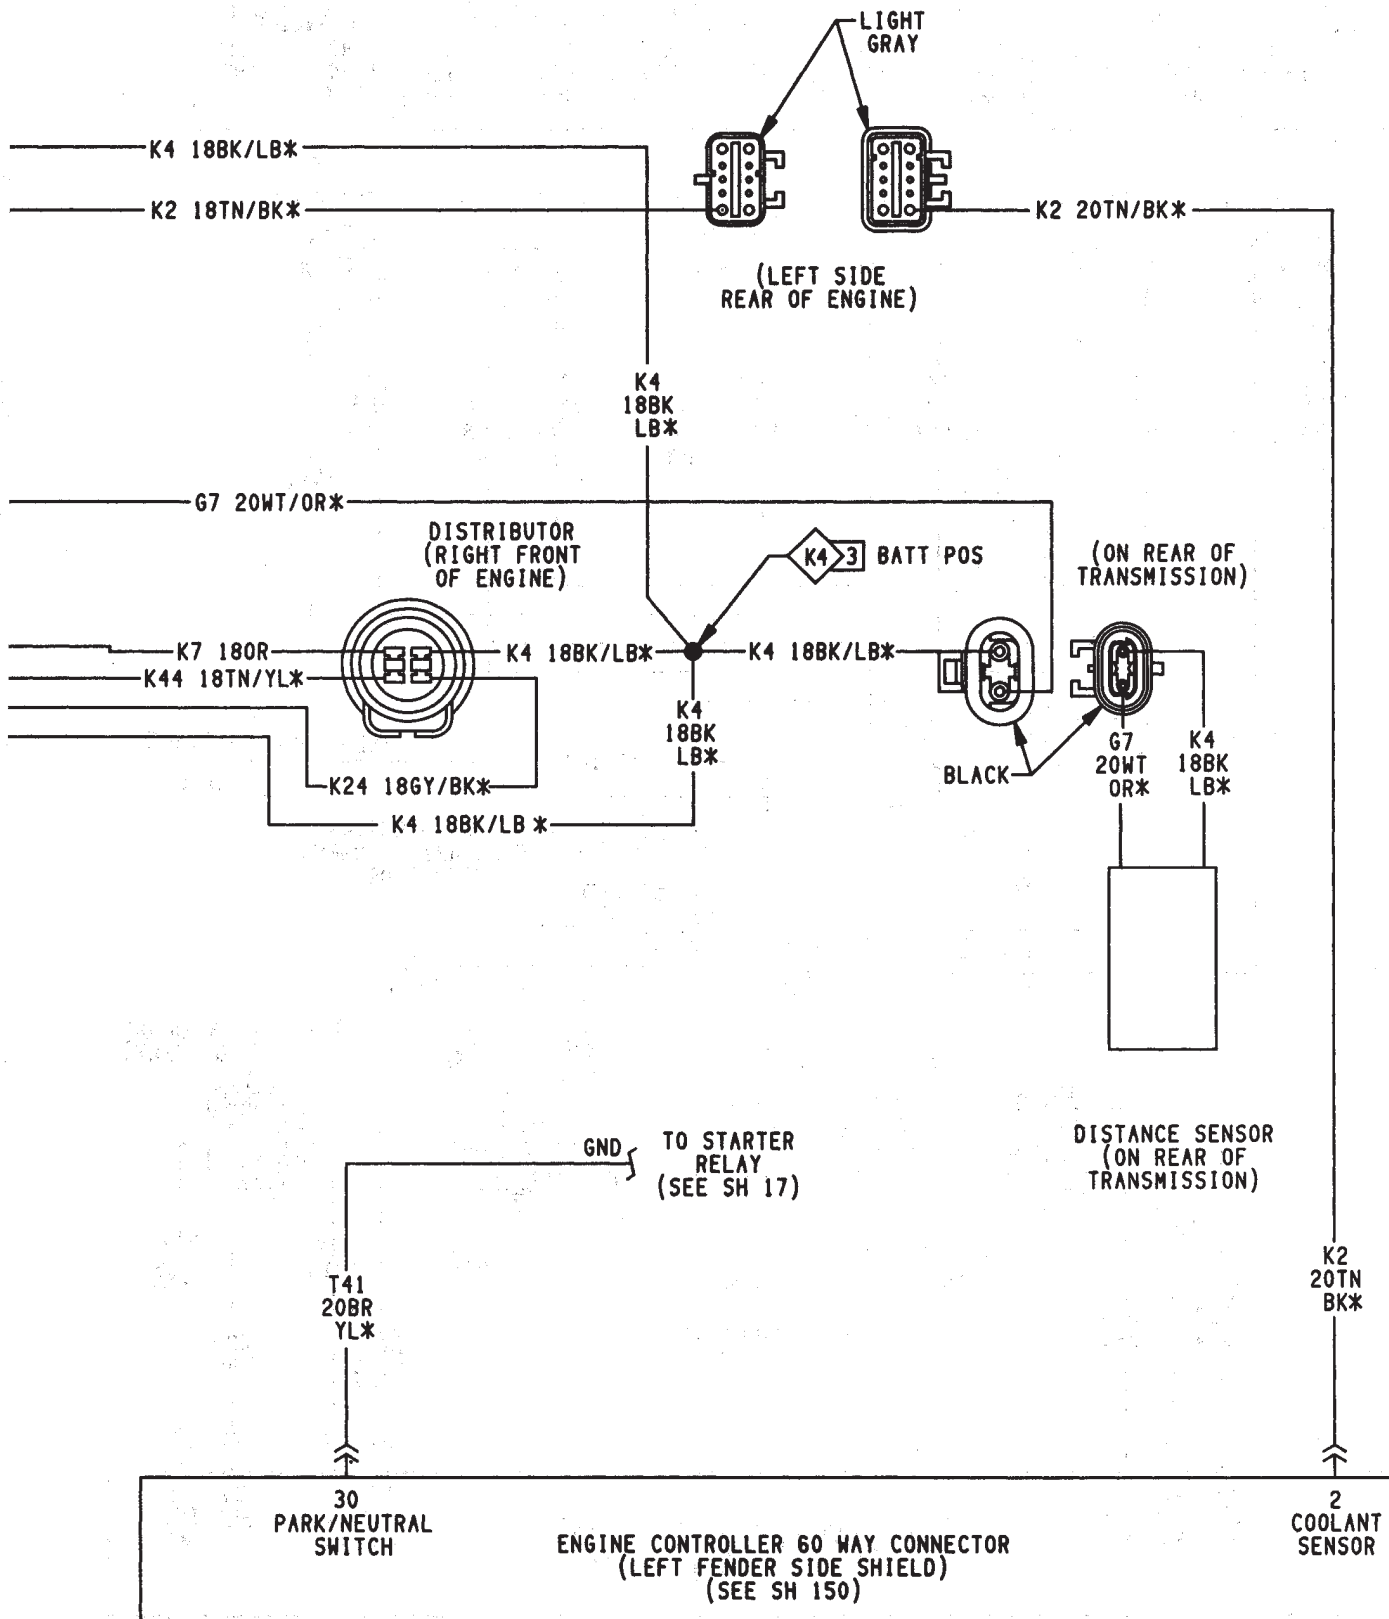 LIGHT
GRAY
K4 18BK/LB*
K2 18TN/BK*
K2 20TN/BK*
(LEFT SIDE
REAR OF ENGINE)
K4
18BK
LB*
G7 20WT/OR*
DISTRIBUTOR
(RIGHT FRONT
OF ENGINE)
K4 3 BATT POS
(ON REAR OF
TRANSMISSION)
K7 18OR
K4 18BK/LB*
K4 18BK/LB*
K44 18TN/YL*
K4
18BK
LB*
G7
20WT
OR*
K4
18BK
LB*
BLACK
K24 18GY/BK*
K4 18BK/LB *
DISTANCE SENSOR
(ON REAR OF
TRANSMISSION)
GND
TO STARTER
RELAY
(SEE SH 17)
T41
20BR
YL*
K2
20TN
BK*
30
PARK/NEUTRAL
SWITCH
ENGINE CONTROLLER 60 WAY CONNECTOR
(LEFT FENDER SIDE SHIELD)
(SEE SH 150)
2
COOLANT
SENSOR